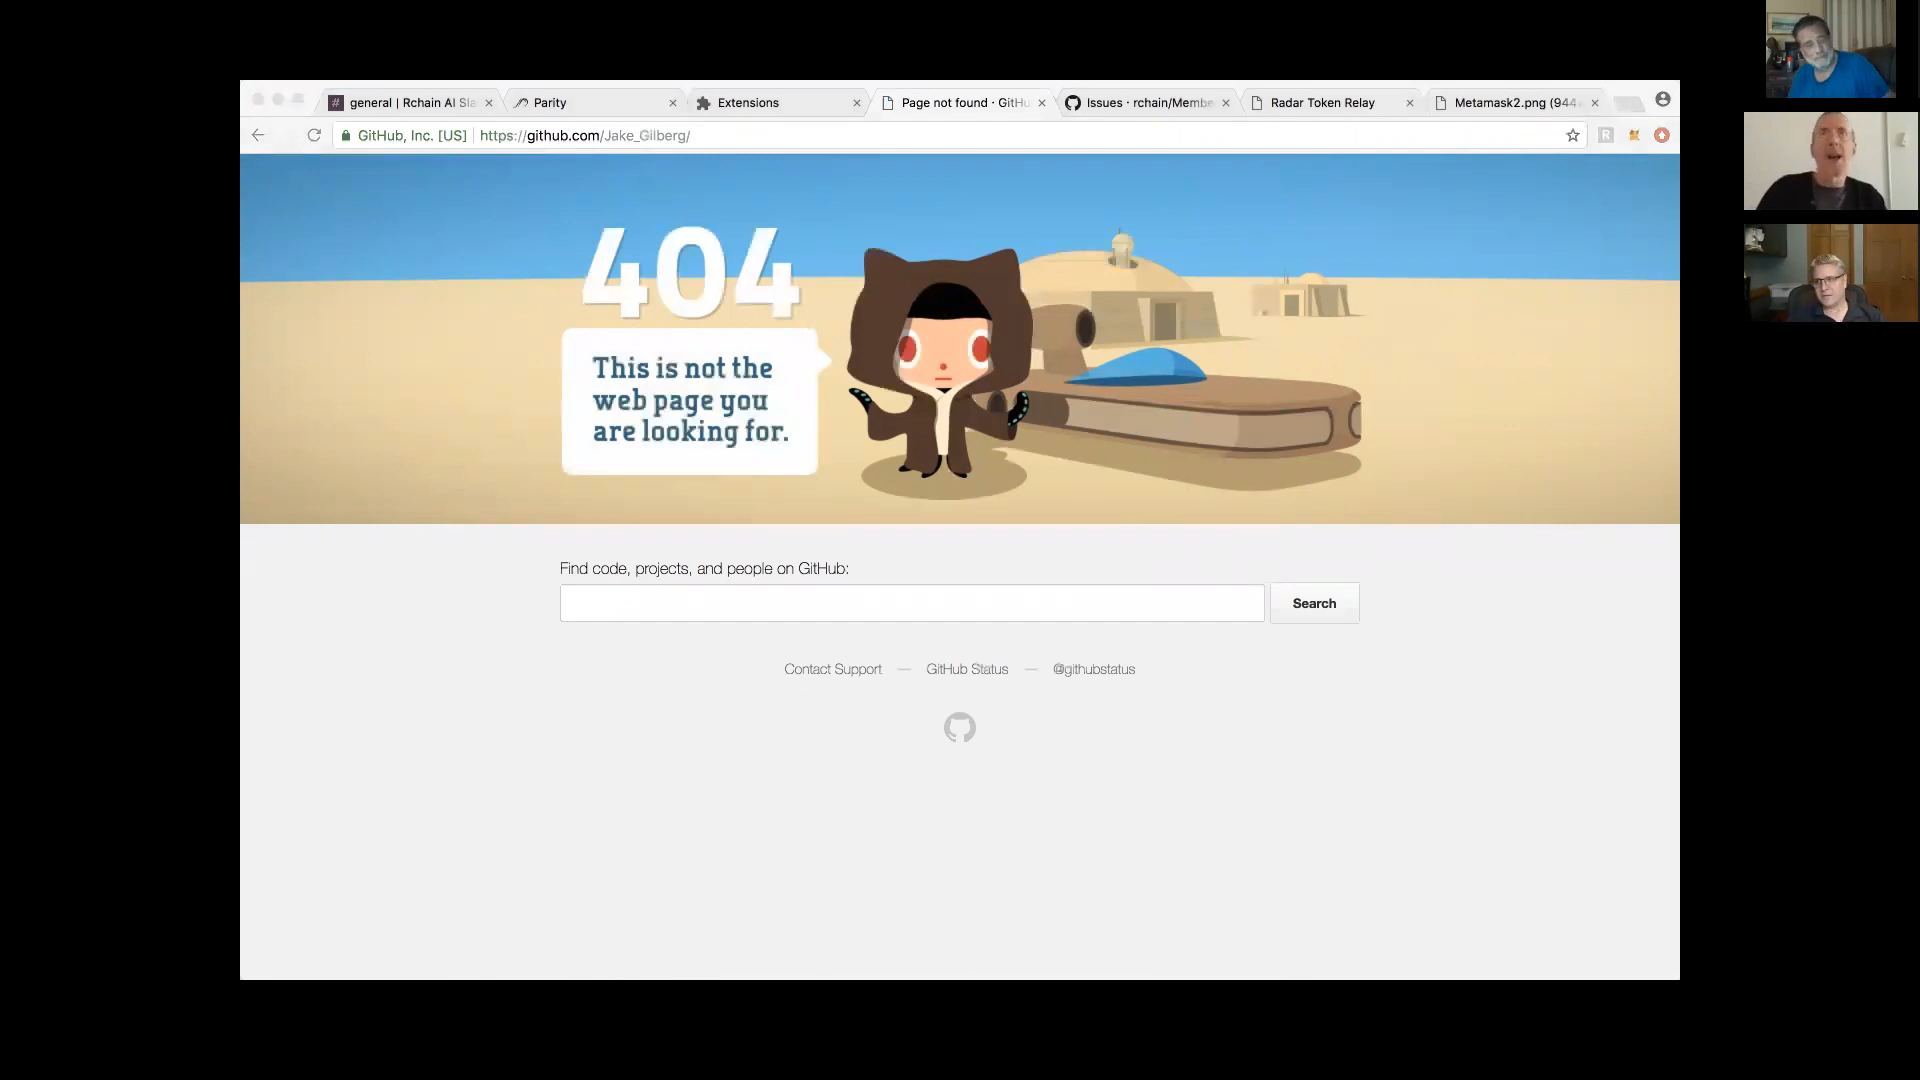 # general | Rchain AI Sla
Parity
Extensions
Page not found · GitHu
Issues · rchain/Membe
Radar Token Relay
Metamask2.png (944
GitHub, Inc. [US]
https://github.com/Jake_Gilberg/
R
404
This is not the
web page you
are looking for.
Find code, projects, and people on GitHub:
Search
Contact Support — GitHub Status — @githubstatus